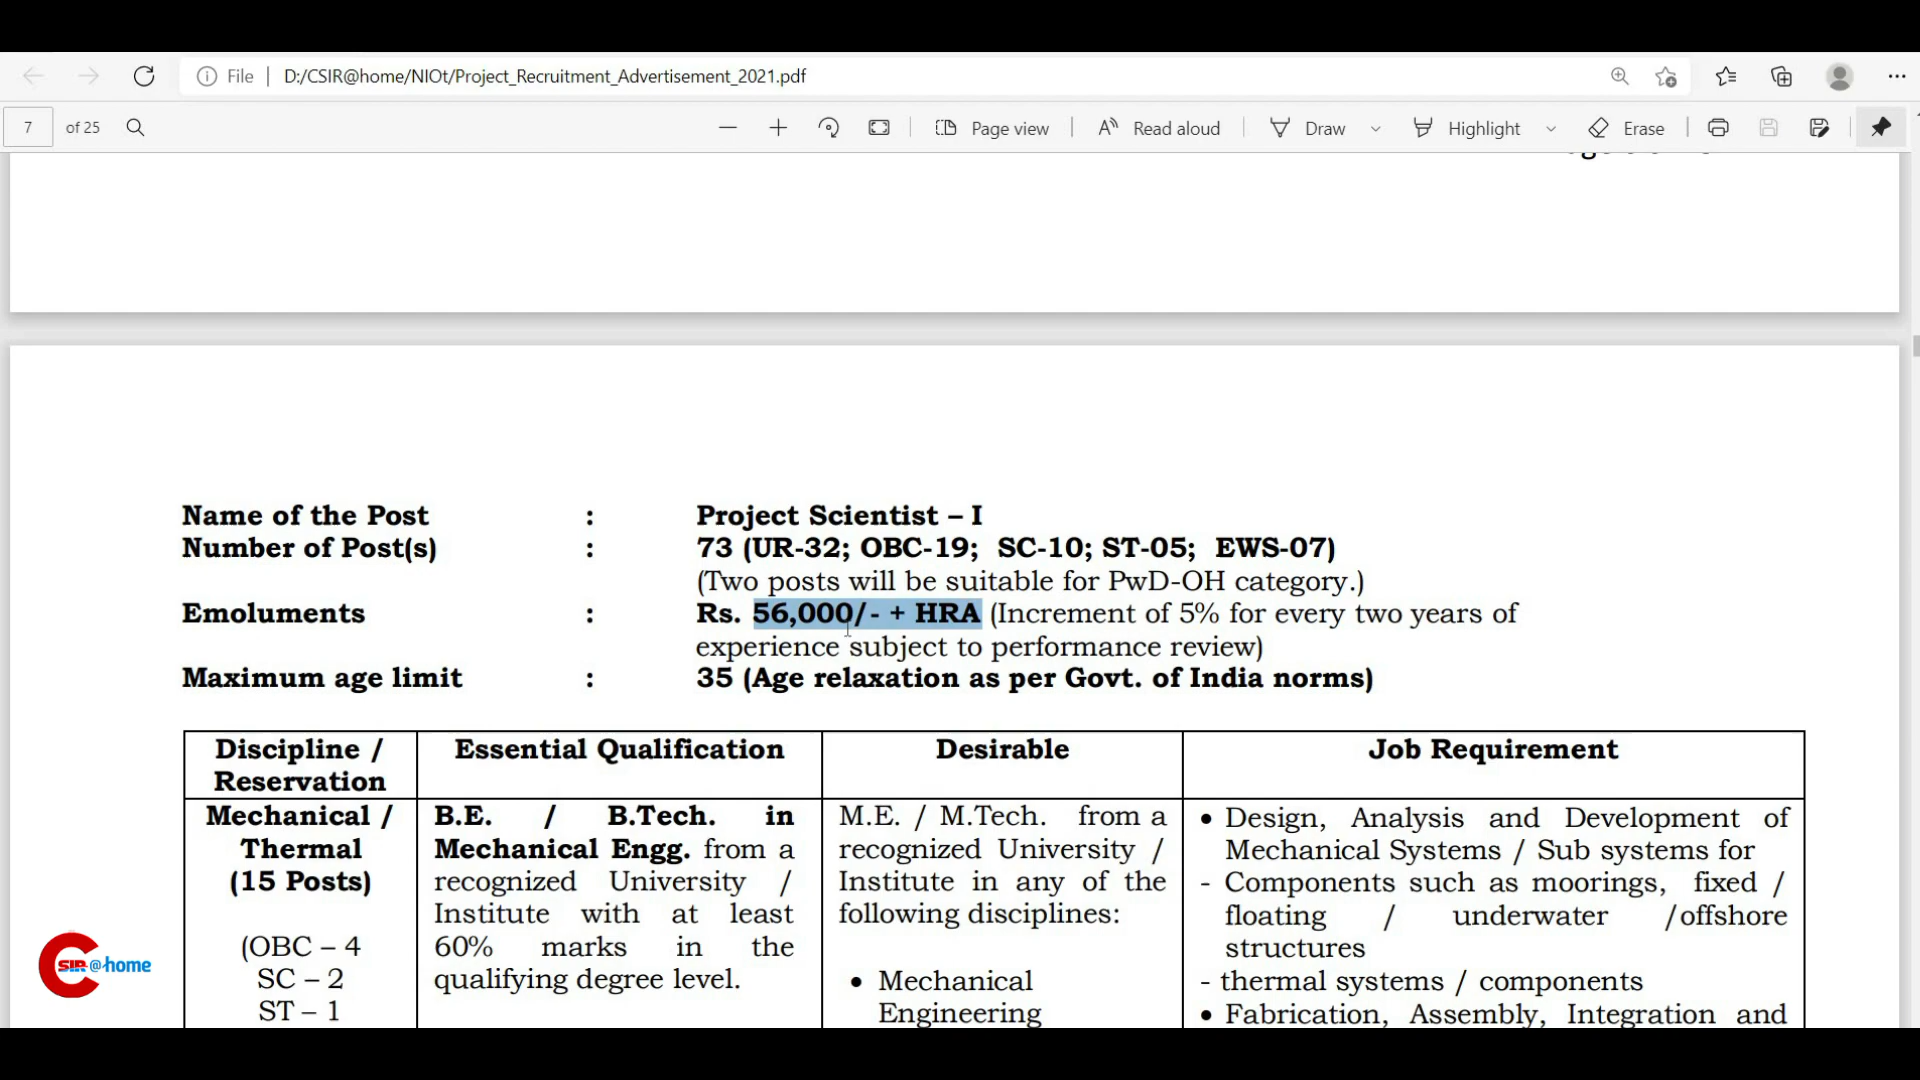 File | D:/CSIR@home/NIOt/Project_Recruitment_Advertisement_2021.pdf
7 of 25
Page view
Read aloud
Draw
Highlight
Erase
Name of the Post : Project Scientist – I
Number of Post(s) : 73 (UR-32; OBC-19; SC-10; ST-05; EWS-07)
(Two posts will be suitable for PwD-OH category.)
Emoluments : Rs. 56,000/- + HRA (Increment of 5% for every two years of
experience subject to performance review)
Maximum age limit : 35 (Age relaxation as per Govt. of India norms)
Discipline /
Reservation
Essential Qualification
Desirable
Job Requirement
Mechanical /
Thermal
(15 Posts)
(OBC – 4
SC – 2
ST – 1
B.E. / B.Tech. in
Mechanical Engg. from a
recognized University /
Institute with at least
60% marks in the
qualifying degree level.
M.E. / M.Tech. from a
recognized University /
Institute in any of the
following disciplines:
• Mechanical
Engineering
• Design, Analysis and Development of
Mechanical Systems / Sub systems for
- Components such as moorings, fixed /
floating / underwater /offshore
structures
- thermal systems / components
• Fabrication, Assembly, Integration and
CSIR@home